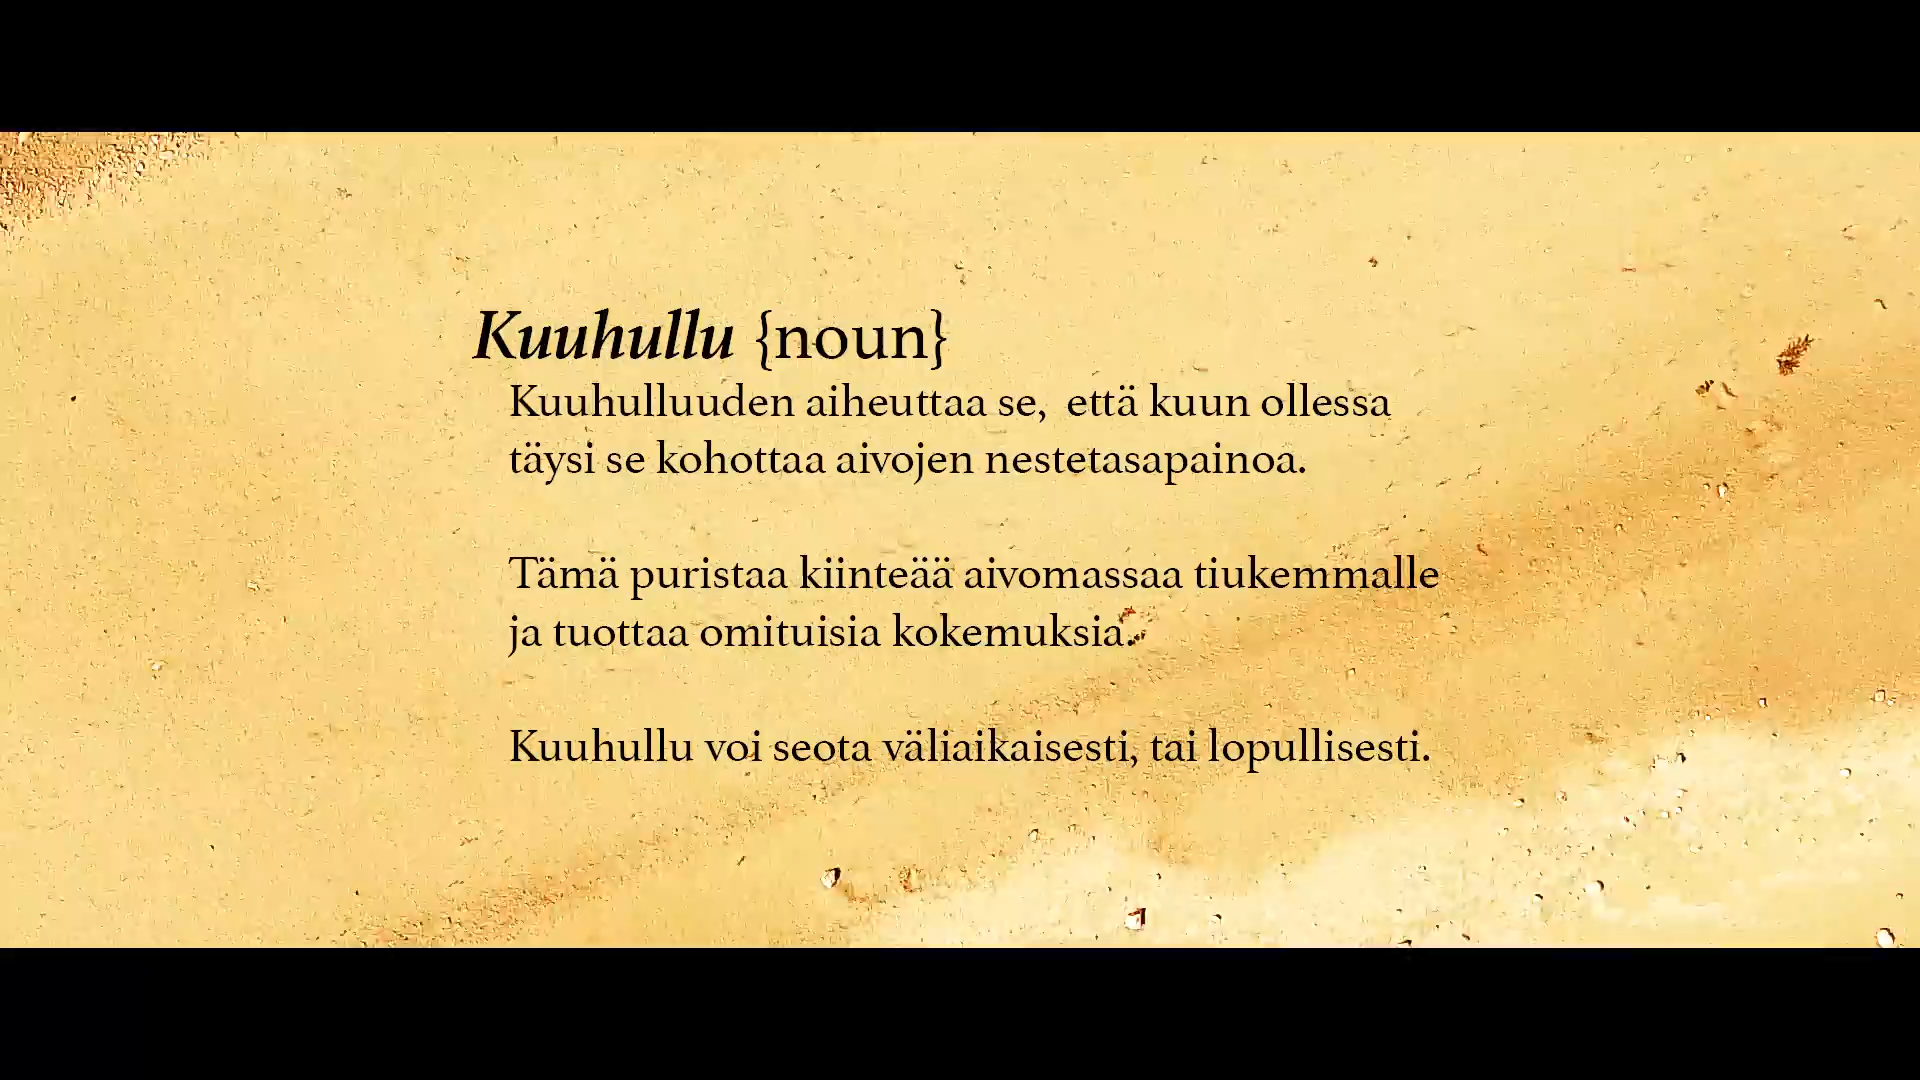 Kuuhullu {noun}
Kuuhulluuden aiheuttaa se, että kuun ollessa
täysi se kohottaa aivojen nestetasapainoa.
Tämä puristaa kiinteää aivomassaa tiukemmalle
ja tuottaa omituisia kokemuksia.
Kuuhullu voi seota väliaikaisesti, tai lopullisesti.